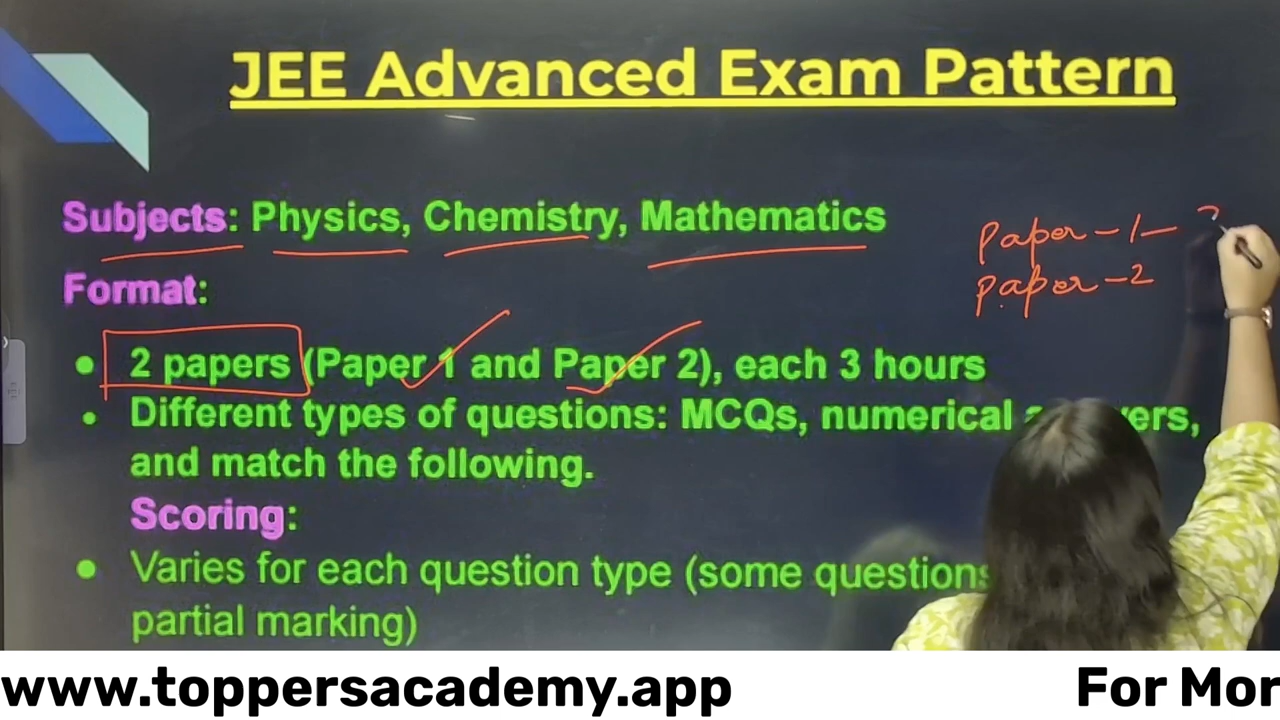 JEE Advanced Exam Pattern
Subjects: Physics, Chemistry, Mathematics
Paper - 1 -
Paper - 2
Format:
● 2 papers (Paper 1 and Paper 2), each 3 hours
● Different types of questions: MCQs, numerical
and match the following.
Scoring:
● Varies for each question type (some questions
partial marking)
www.toppersacademy.app
For